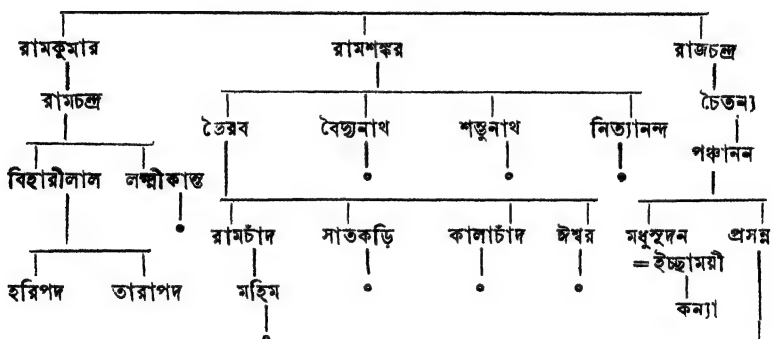 রামকুমার রামশঙ্কর রাজচন্দ্র
রামচন্দ্র চৈতন্য
ভৈরব বৈদ্যনাথ শম্ভুনাথ নিত্যানন্দ
পঞ্চানন
বিহারীলাল লক্ষ্মীকান্ত
রামচাঁদ সাতকড়ি কালাচাঁদ ঈশ্বর মধুসূদন প্রসন্ন
= ইচ্ছাময়ী
হরিপদ তারাপদ মহিম
কন্যা